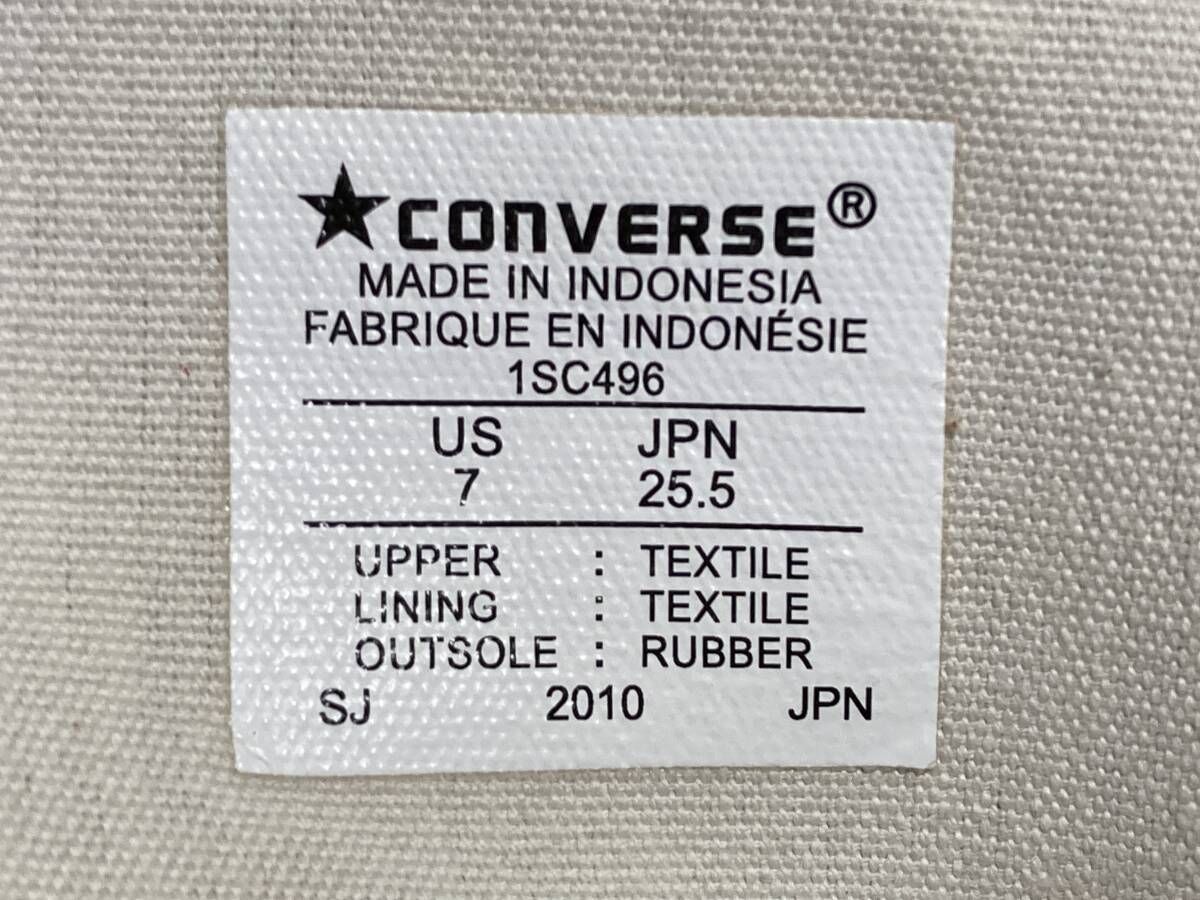 ★CONVERSE®
MADE IN INDONESIA
FABRIQUE EN INDONÉSIE
1SC496
US JPN
7 25.5
UPPER : TEXTILE
LINING : TEXTILE
OUTSOLE : RUBBER
SJ 2010 JPN